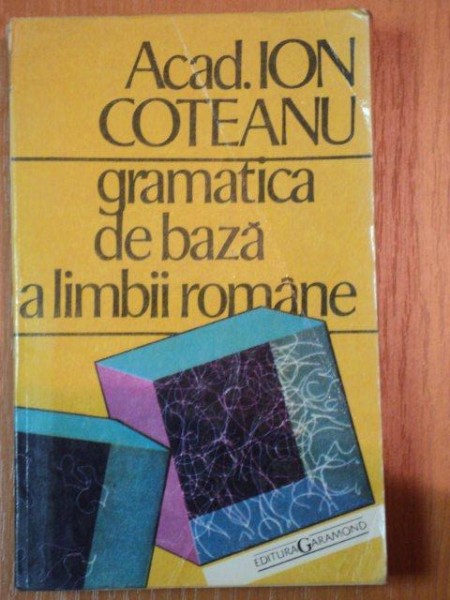 Acad. ION
COTEANU
gramatica
de bază
a limbii române
EDITURA GARAMOND